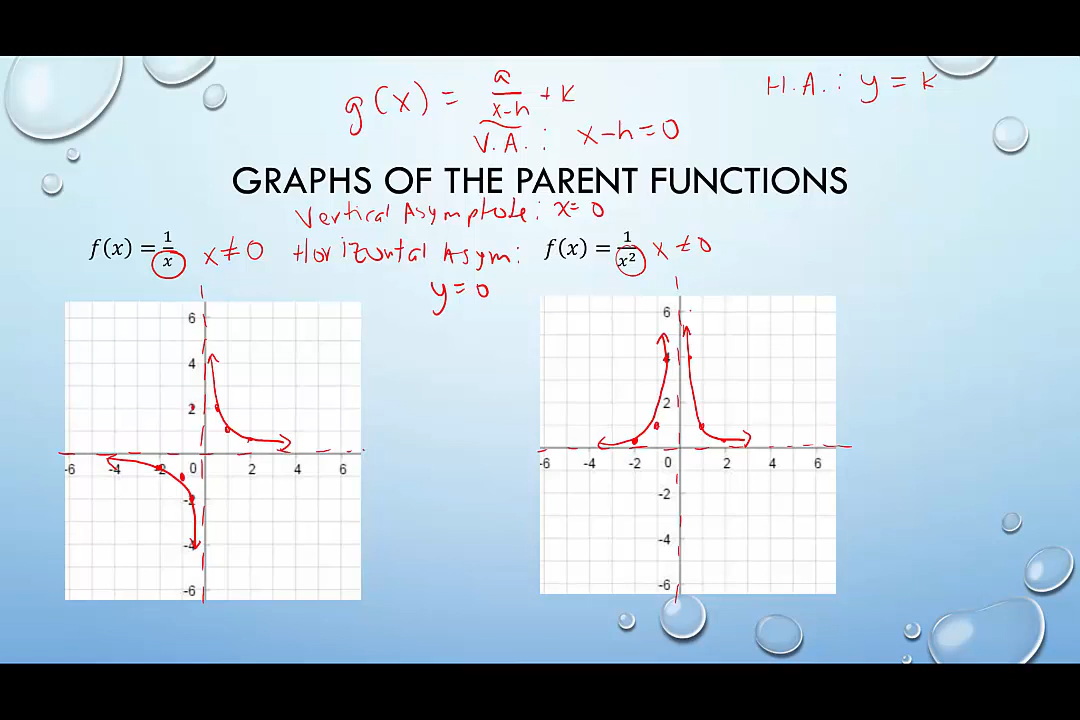 g(x) = a/(x-h) + k
H.A.: y = k
V.A.: x-h=0
GRAPHS OF THE PARENT FUNCTIONS
Vertical Asymptote: x=0
f(x) = 1/x x≠0 Horizontal Asym: f(x) = 1/x² x≠0
y=0
6
4
2
-6 -4 -2 0 2 4 6
-2
-4
-6
6
4
2
-6 -4 -2 0 2 4 6
-2
-4
-6